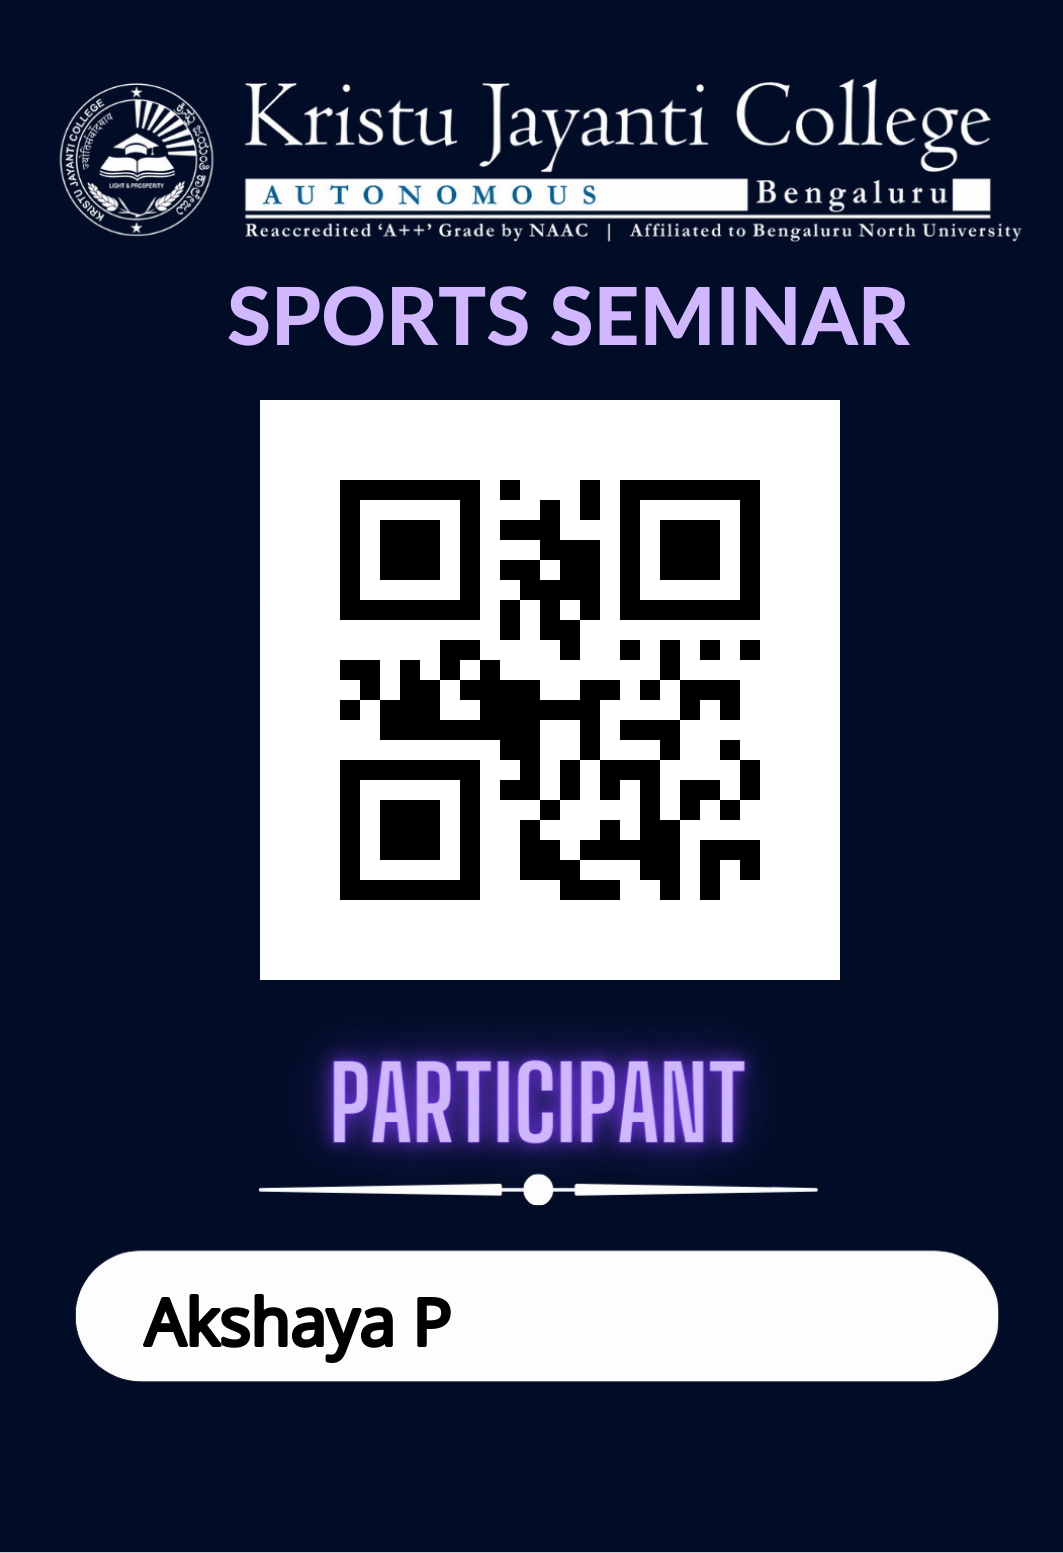 Kristu Jayanti College
AUTONOMOUS Bengaluru
Reaccredited ‘A++’ Grade by NAAC | Affiliated to Bengaluru North University
KRISTU JAYANTI COLLEGE
LIGHT & PROSPERITY
SPORTS SEMINAR
PARTICIPANT
Akshaya P